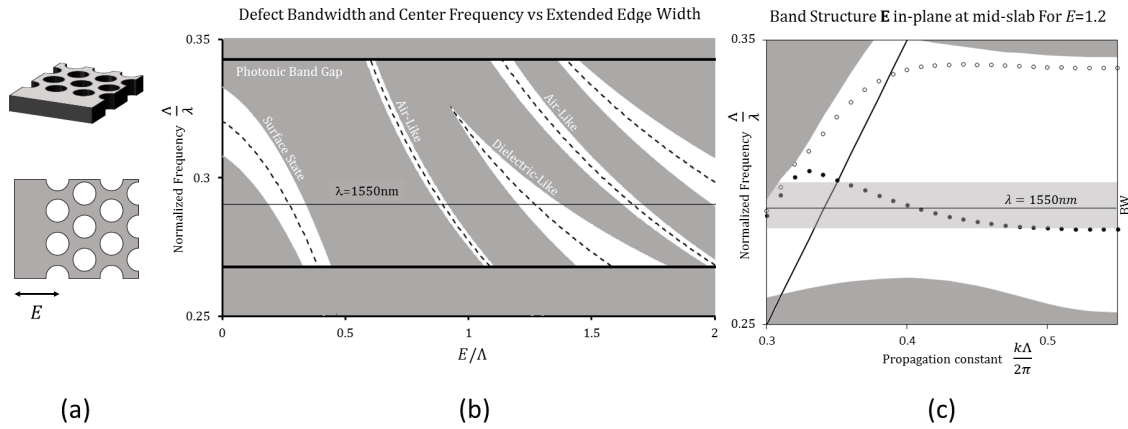 Defect Bandwidth and Center Frequency vs Extended Edge Width
0.35
Photonic Band Gap
Surface State
Air-Like
Dielectric-Like
Air-Like
λ=1550nm
0.3
0.25
Normalized Frequency Λ/λ
0 0.5 1 1.5 2
E/Λ
E
Band Structure E in-plane at mid-slab For E=1.2
0.35
λ = 1550nm
BW
0.3
0.25
Normalized Frequency Λ/λ
0.3 0.4 0.5
Propagation constant kΛ/2π
(a) (b) (c)